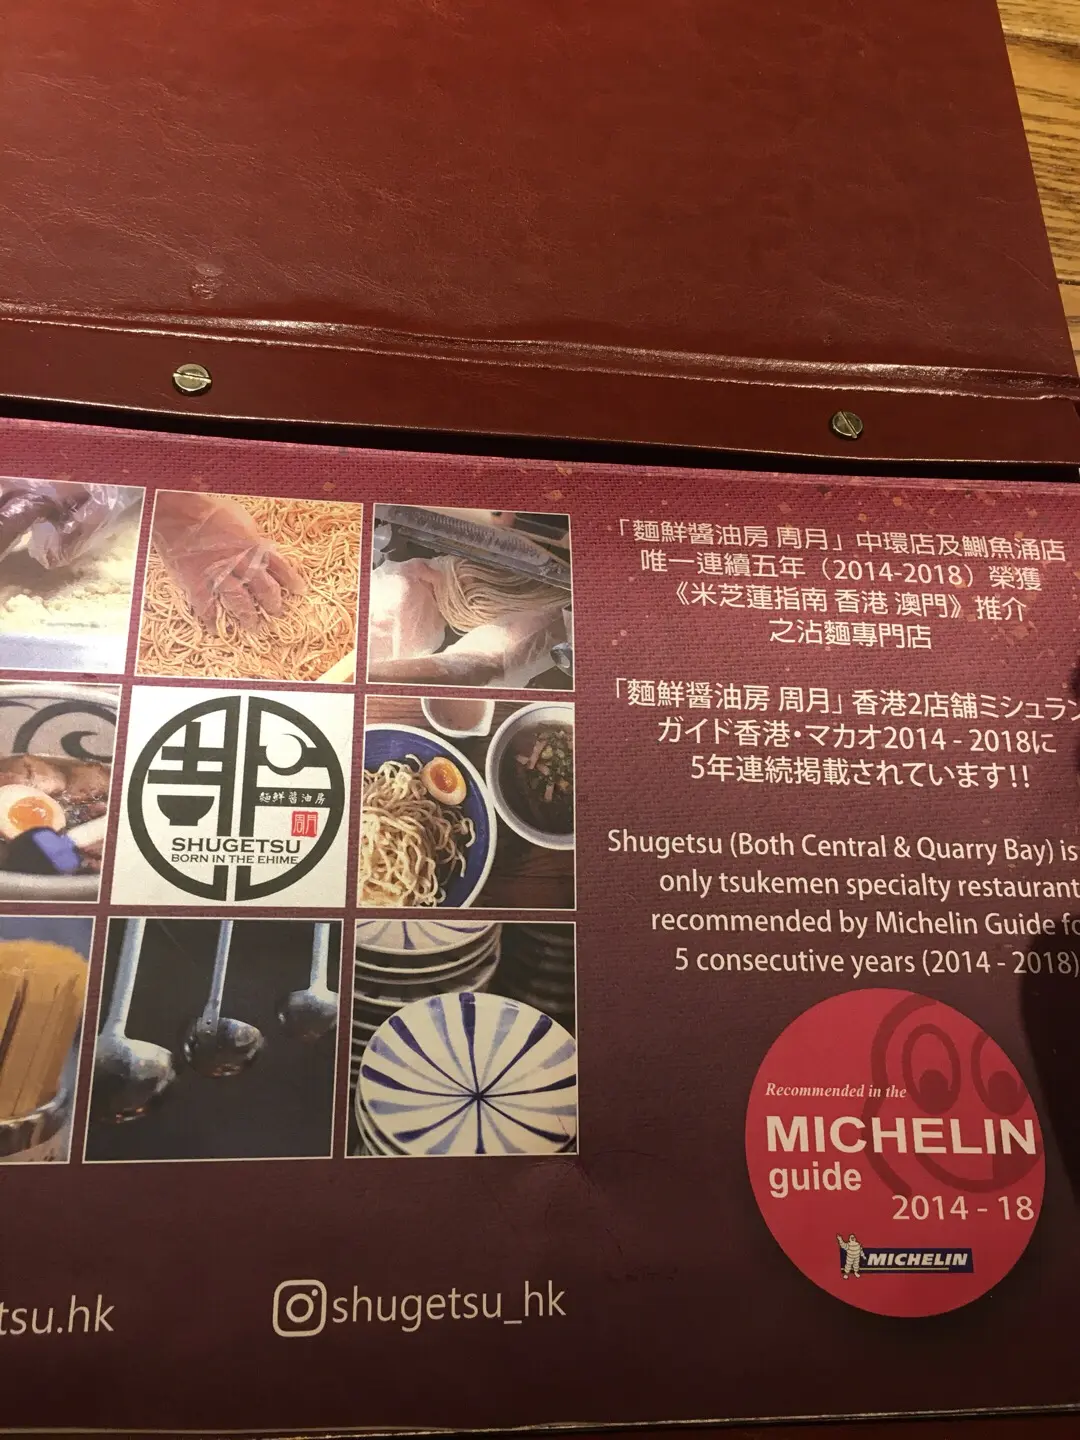 「麵鮮醬油房 周月」中環店及鰂魚涌店
唯一連續五年（2014-2018）榮獲
《米芝蓮指南 香港 澳門》推介
之沾麵專門店
「麵鮮醬油房 周月」香港2店舗ミシュラン
ガイド香港・マカオ2014 - 2018に
5年連続掲載されています!!
Shugetsu (Both Central & Quarry Bay) is
only tsukemen specialty restaurant
recommended by Michelin Guide fo
5 consecutive years (2014 - 2018)
麵鮮醬油房
周月
SHUGETSU
BORN IN THE EHIME
Recommended in the
MICHELIN
guide
2014 - 18
MICHELIN
tsu.hk
shugetsu_hk